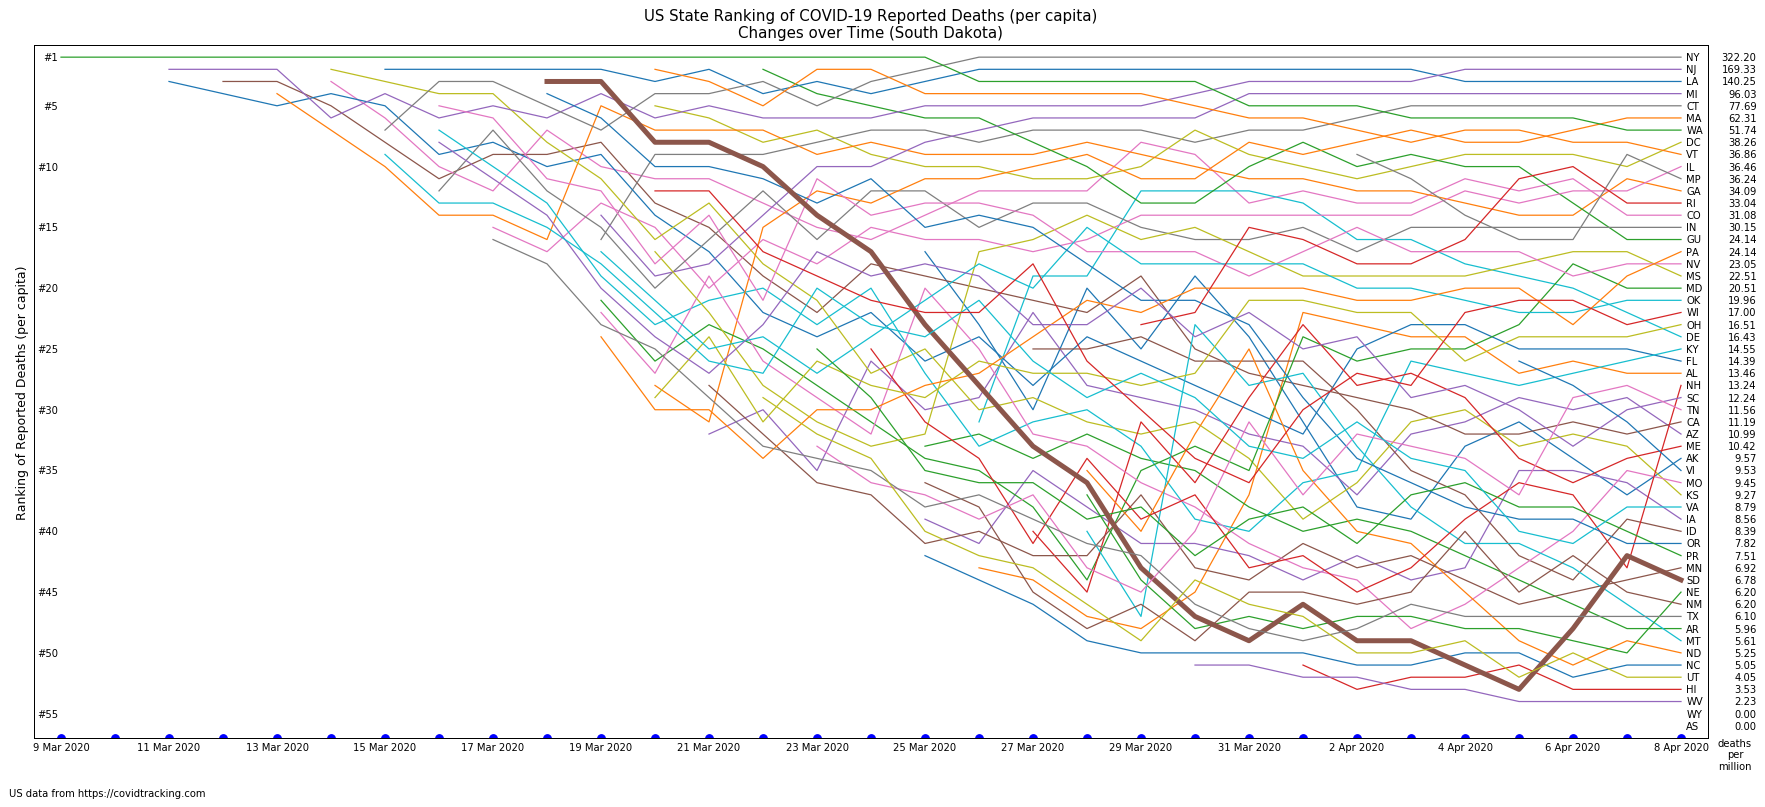 US State Ranking of COVID-19 Reported Deaths (per capita)
Changes over Time (South Dakota)
Ranking of Reported Deaths (per capita)
#1
#5
#10
#15
#20
#25
#30
#35
#40
#45
#50
#55
NY 322.20
NJ 169.33
LA 140.25
MI 96.03
CT 77.69
MA 62.31
WA 51.74
DC 38.26
VT 36.86
IL 36.46
MP 36.24
GA 34.09
RI 33.04
CO 31.08
IN 30.15
GU 24.14
PA 24.14
NV 23.05
MS 22.51
MD 20.51
OK 19.96
WI 17.00
OH 16.51
DE 16.43
KY 14.55
FL 14.39
AL 13.46
NH 13.24
SC 12.24
TN 11.56
CA 11.19
AZ 10.99
ME 10.42
AK 9.57
VI 9.53
MO 9.45
KS 9.27
VA 8.79
IA 8.56
ID 8.39
OR 7.82
PR 7.51
MN 6.92
SD 6.78
NE 6.20
NM 6.20
TX 6.10
AR 5.96
MT 5.61
ND 5.25
NC 5.05
UT 4.05
HI 3.53
WV 2.23
WY 0.00
AS 0.00
9 Mar 2020 11 Mar 2020 13 Mar 2020 15 Mar 2020 17 Mar 2020 19 Mar 2020 21 Mar 2020 23 Mar 2020 25 Mar 2020 27 Mar 2020 29 Mar 2020 31 Mar 2020 2 Apr 2020 4 Apr 2020 6 Apr 2020 8 Apr 2020
deaths
per
million
US data from https://covidtracking.com